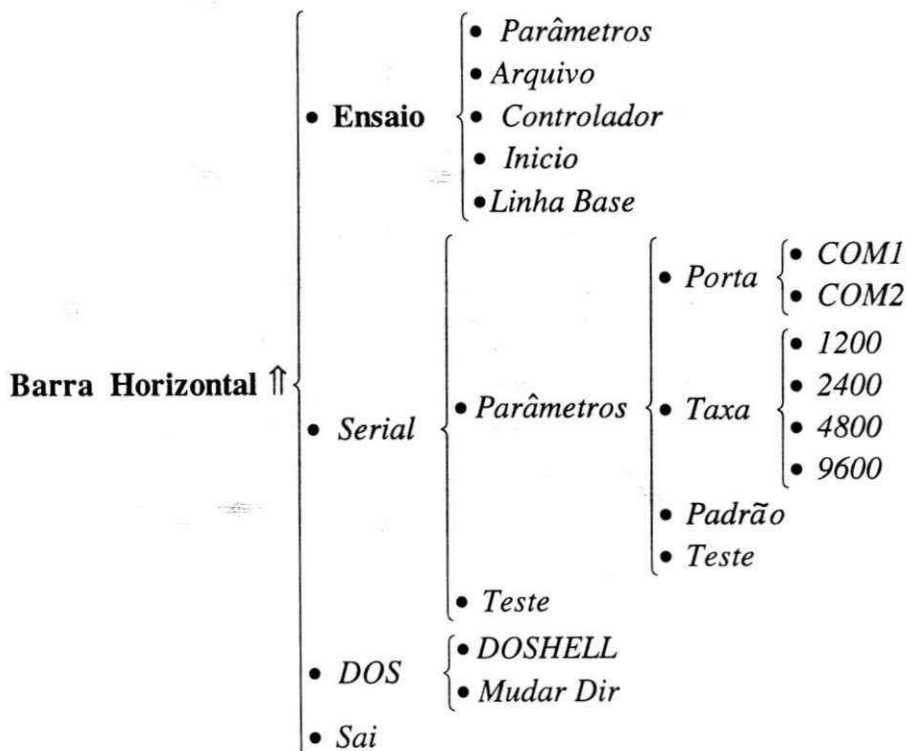 • Parâmetros
• Arquivo
• Ensaio
• Controlador
• Inicio
• Linha Base
• Porta
• COM1
• COM2
• 1200
Barra Horizontal ⇑
• Serial
• Parâmetros
• Taxa
• 2400
• 4800
• 9600
• Padrão
• Teste
• Teste
• DOS
• DOSHELL
• Mudar Dir
• Sai